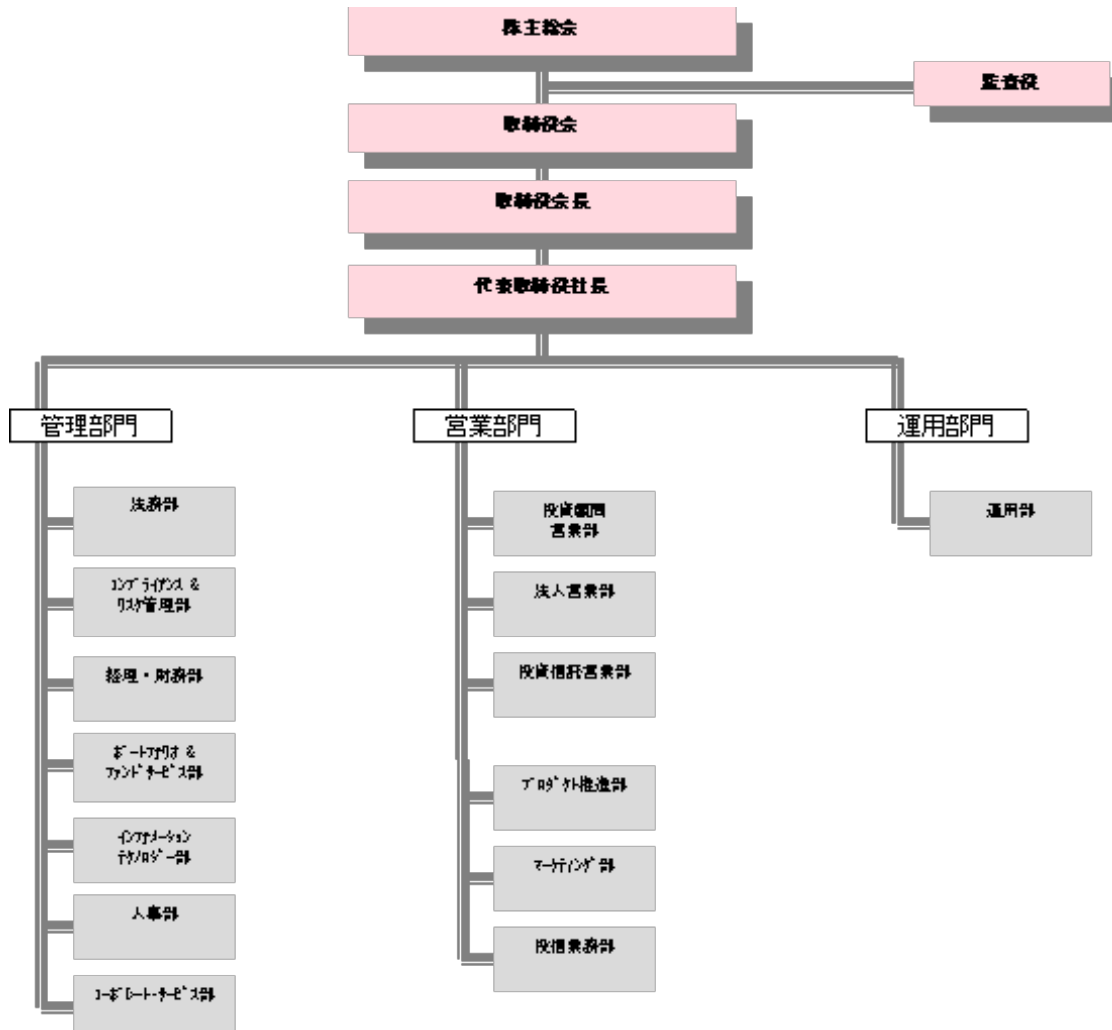 株主総会
監査役
取締役会
取締役会長
代表取締役社長
管理部門
営業部門
運用部門
法務部
ｺﾝﾌﾟﾗｲｱﾝｽ &
ﾘｽｸ管理部
経理・財務部
ﾎﾟｰﾄﾌｫﾘｵ &
ﾌｧﾝﾄﾞｻｰﾋﾞｽ部
ｲﾝﾌｫﾒｰｼｮﾝ
ﾃｸﾉﾛｼﾞｰ部
人事部
ｺｰﾎﾟﾚｰﾄ･ｻｰﾋﾞｽ部
投資顧問
営業部
法人営業部
投資信託営業部
ﾌﾟﾛﾀﾞｸﾄ推進部
ﾏｰｹﾃｨﾝｸﾞ部
投信業務部
運用部